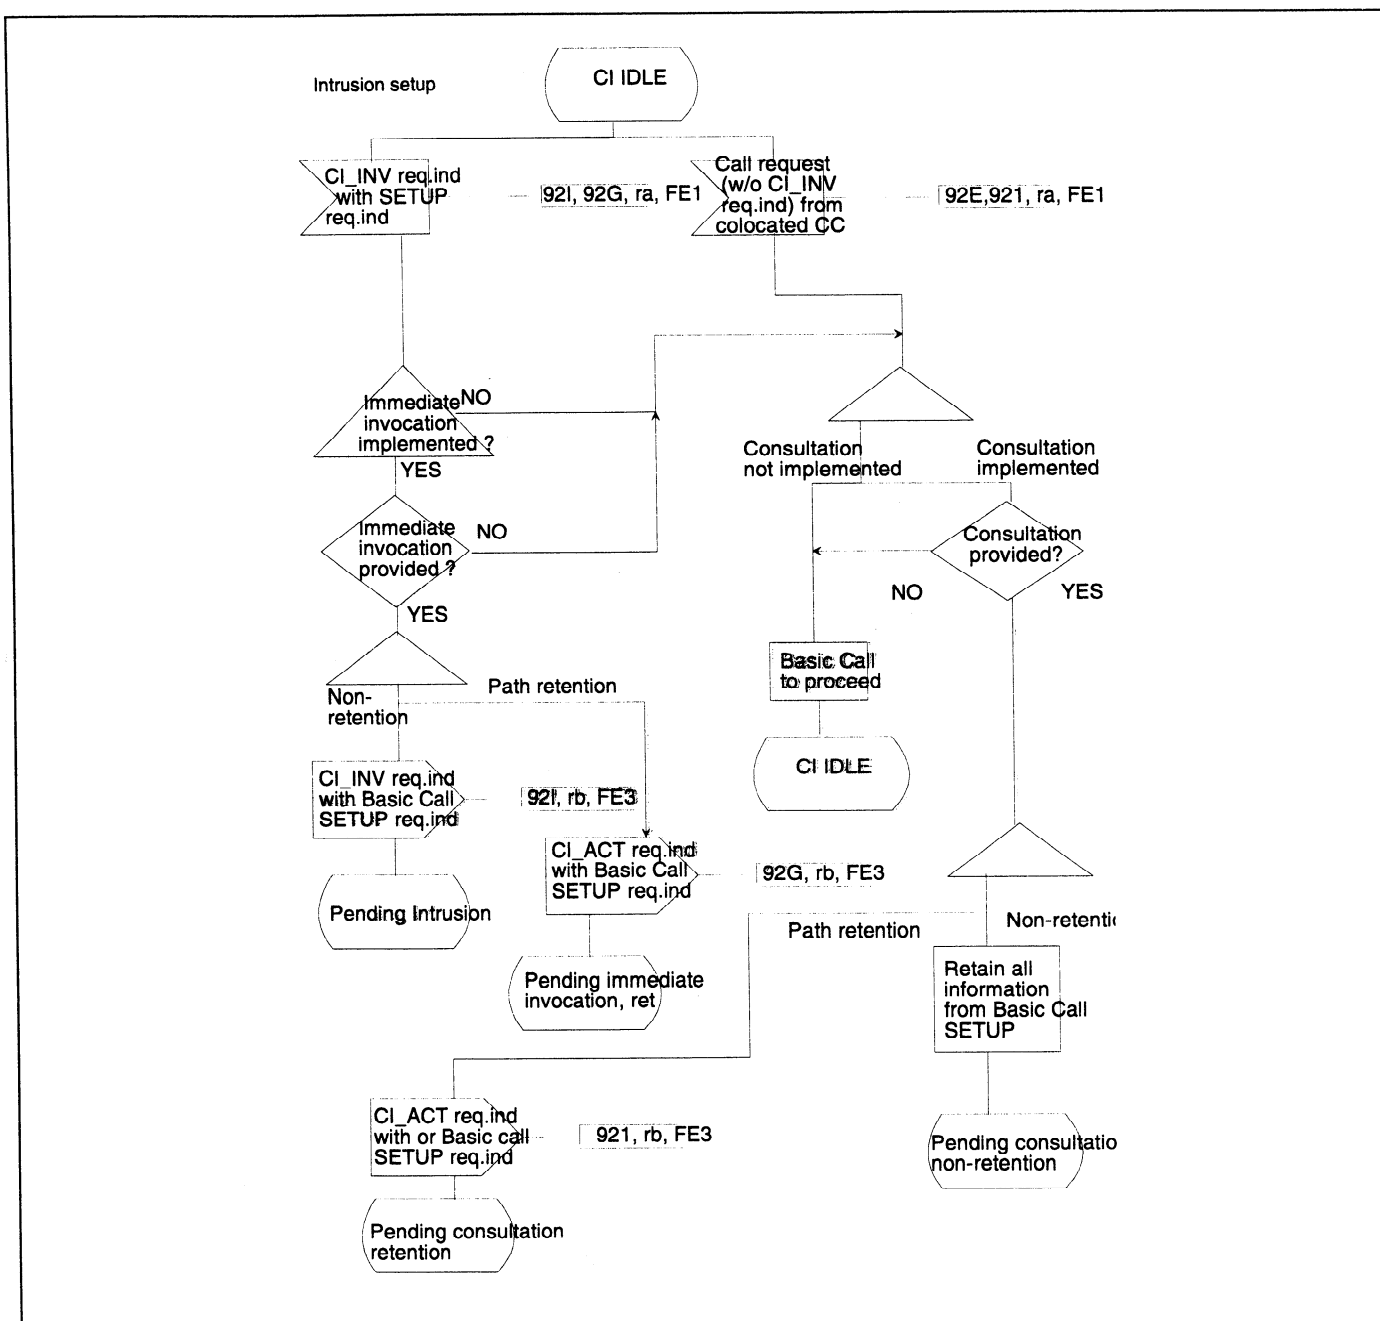 Intrusion setup
CI IDLE
CI_INV req.ind
with SETUP
req.ind
92I, 92G, ra, FE1
Call request
(w/o CI_INV
req.ind) from
colocated CC
92E,921, ra, FE1
Immediate
invocation
implemented ?
NO
YES
Immediate
invocation
provided ?
NO
YES
Consultation
not implemented
Consultation
implemented
Consultation
provided?
NO
YES
Basic Call
to proceed
CI IDLE
Non-
retention
Path retention
CI_INV req.ind
with Basic Call
SETUP req.ind
92I, rb, FE3
Pending Intrusion
CI_ACT req.ind
with Basic Call
SETUP req.ind
92G, rb, FE3
Pending immediate
invocation, ret
Path retention
Non-retenti
Retain all
information
from Basic Call
SETUP
Pending consultatio
non-retention
CI_ACT req.ind
with or Basic call
SETUP req.ind
921, rb, FE3
Pending consultation
retention